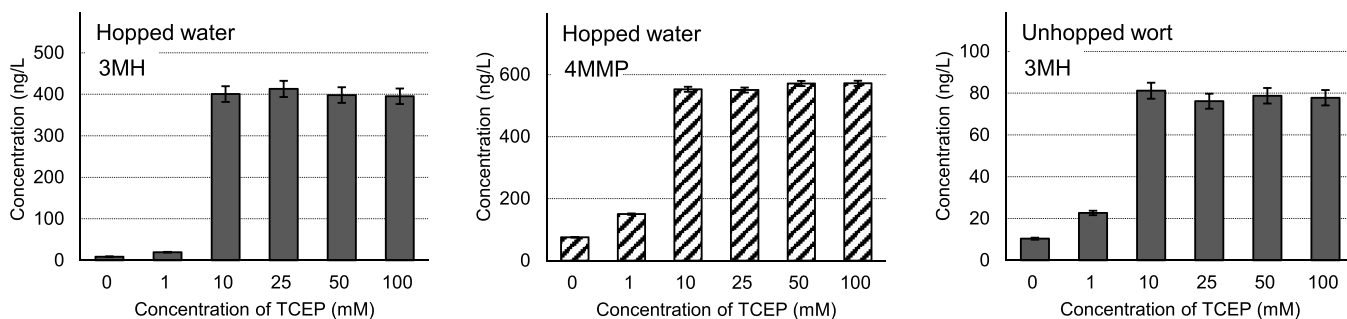 Hopped water
3MH
Concentration (ng/L)
500
400
300
200
100
0
0 1 10 25 50 100
Concentration of TCEP (mM)
Hopped water
4MMP
Concentration (ng/L)
600
400
200
0
0 1 10 25 50 100
Concentration of TCEP (mM)
Unhopped wort
3MH
Concentration (ng/L)
100
80
60
40
20
0
0 1 10 25 50 100
Concentration of TCEP (mM)